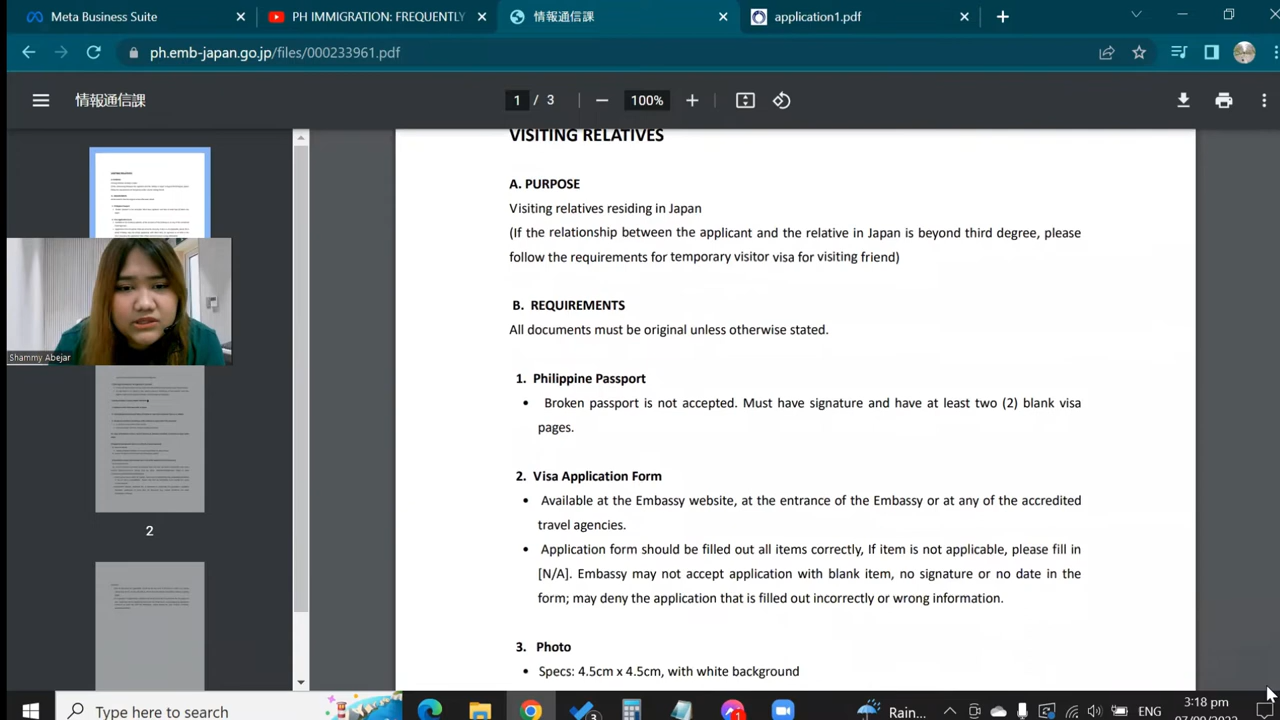 Meta Business Suite
PH IMMIGRATION: FREQUENTLY
情報通信課
application1.pdf
ph.emb-japan.go.jp/files/000233961.pdf
情報通信課
1 / 3
100%
VISITING RELATIVES
A. PURPOSE
Visiting relatives residing in Japan
(If the relationship between the applicant and the relative in Japan is beyond third degree, please
follow the requirements for temporary visitor visa for visiting friend)
B. REQUIREMENTS
All documents must be original unless otherwise stated.
1. Philippine Passport
• Broken passport is not accepted. Must have signature and have at least two (2) blank visa
pages.
2. Visa Application Form
• Available at the Embassy website, at the entrance of the Embassy or at any of the accredited
travel agencies.
• Application form should be filled out all items correctly, If item is not applicable, please fill in
[N/A]. Embassy may not accept application with blank item, no signature or no date in the
form; may deny the application that is filled out incorrectly or wrong information.
3. Photo
• Specs: 4.5cm x 4.5cm, with white background
Shammy Abejar
2
Type here to search
3
1
Rain...
ENG
3:18 pm